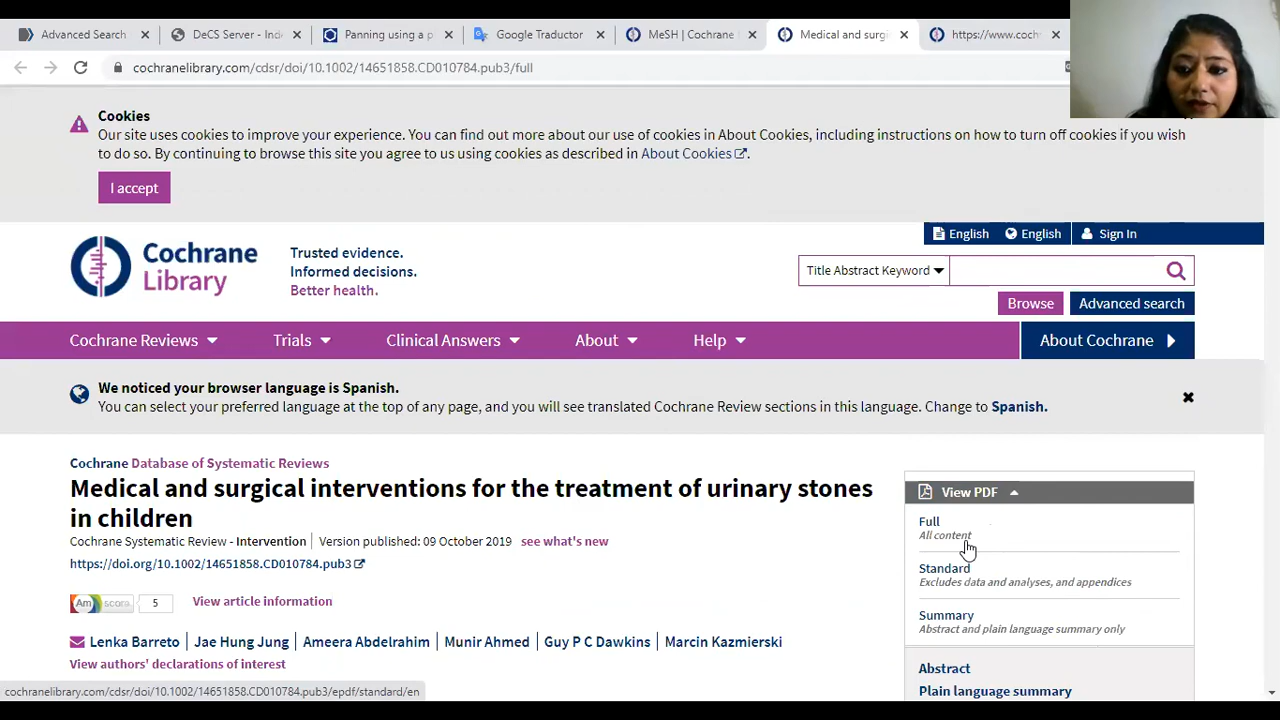 Advanced Search
DeCS Server - Ind
Panning using a p
Google Traductor
MeSH | Cochrane
Medical and surgi
https://www.coch
cochranelibrary.com/cdsr/doi/10.1002/14651858.CD010784.pub3/full
Cookies
Our site uses cookies to improve your experience. You can find out more about our use of cookies in About Cookies, including instructions on how to turn off cookies if you wish
to do so. By continuing to browse this site you agree to us using cookies as described in About Cookies.
I accept
English English Sign In
Cochrane
Library
Trusted evidence.
Informed decisions.
Better health.
Title Abstract Keyword
Browse Advanced search
Cochrane Reviews Trials Clinical Answers About Help About Cochrane
We noticed your browser language is Spanish.
You can select your preferred language at the top of any page, and you will see translated Cochrane Review sections in this language. Change to Spanish.
Cochrane Database of Systematic Reviews
Medical and surgical interventions for the treatment of urinary stones
in children
Cochrane Systematic Review - Intervention | Version published: 09 October 2019 see what's new
https://doi.org/10.1002/14651858.CD010784.pub3
Am score 5 View article information
Lenka Barreto | Jae Hung Jung | Ameera Abdelrahim | Munir Ahmed | Guy P C Dawkins | Marcin Kazmierski
View authors' declarations of interest
View PDF
Full
All content
Standard
Excludes data and analyses, and appendices
Summary
Abstract and plain language summary only
Abstract
Plain language summary
cochranelibrary.com/cdsr/doi/10.1002/14651858.CD010784.pub3/epdf/standard/en